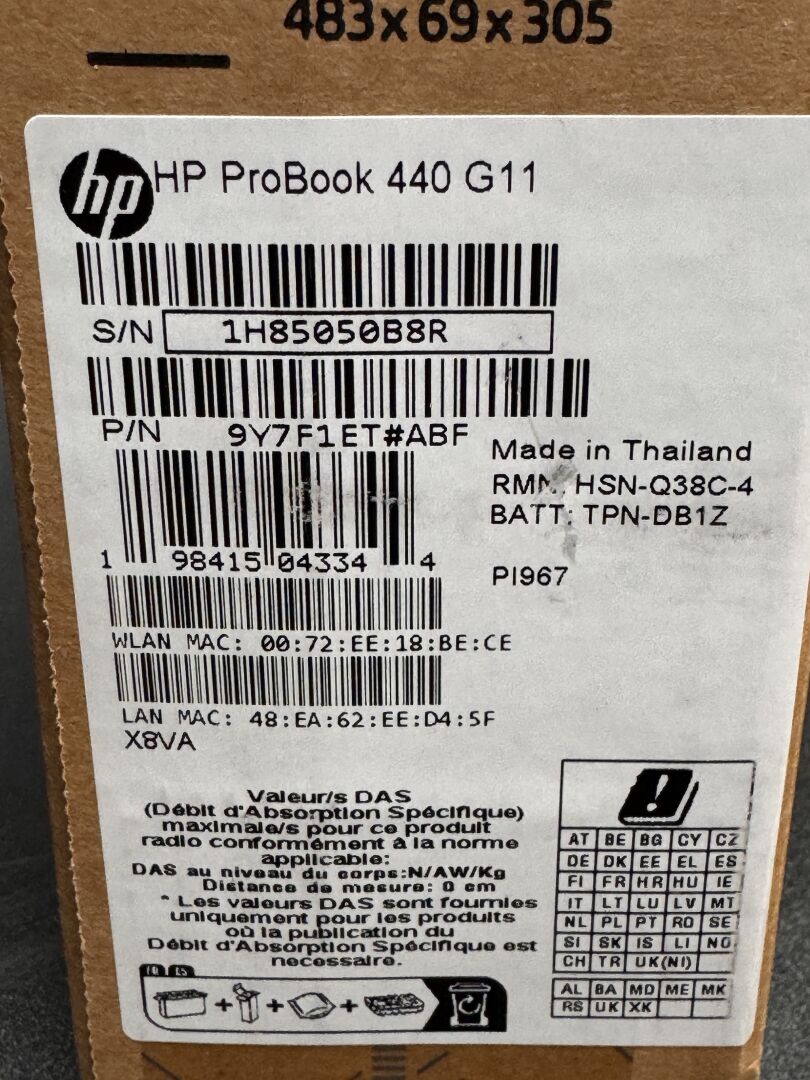 483x69x305
hp HP ProBook 440 G11
S/N 1H85050B8R
P/N 9Y7F1ET#ABF
Made in Thailand
RMN: HSN-Q38C-4
BATT: TPN-DB1Z
1 98415 04334 4
PI967
WLAN MAC: 00:72:EE:18:BE:CE
LAN MAC: 48:EA:62:EE:D4:5F
X8VA
Valeur/s DAS
(Débit d'Absorption Spécifique)
maximale/s pour ce produit
radio conformément à la norme
applicable:
DAS au niveau du corps:N/AW/Kg
Distance de mesure: 0 cm
* Les valeurs DAS sont fournies
uniquement pour les produits
où la publication du
Débit d'Absorption Spécifique est
necessaire.
AT BE BG CY CZ
DE DK EE EL ES
FI FR HR HU IE
IT LT LU LV MT
NL PL PT RO SE
SI SK IS LI NO
CH TR UK(NI)
AL BA MD ME MK
RS UK XK